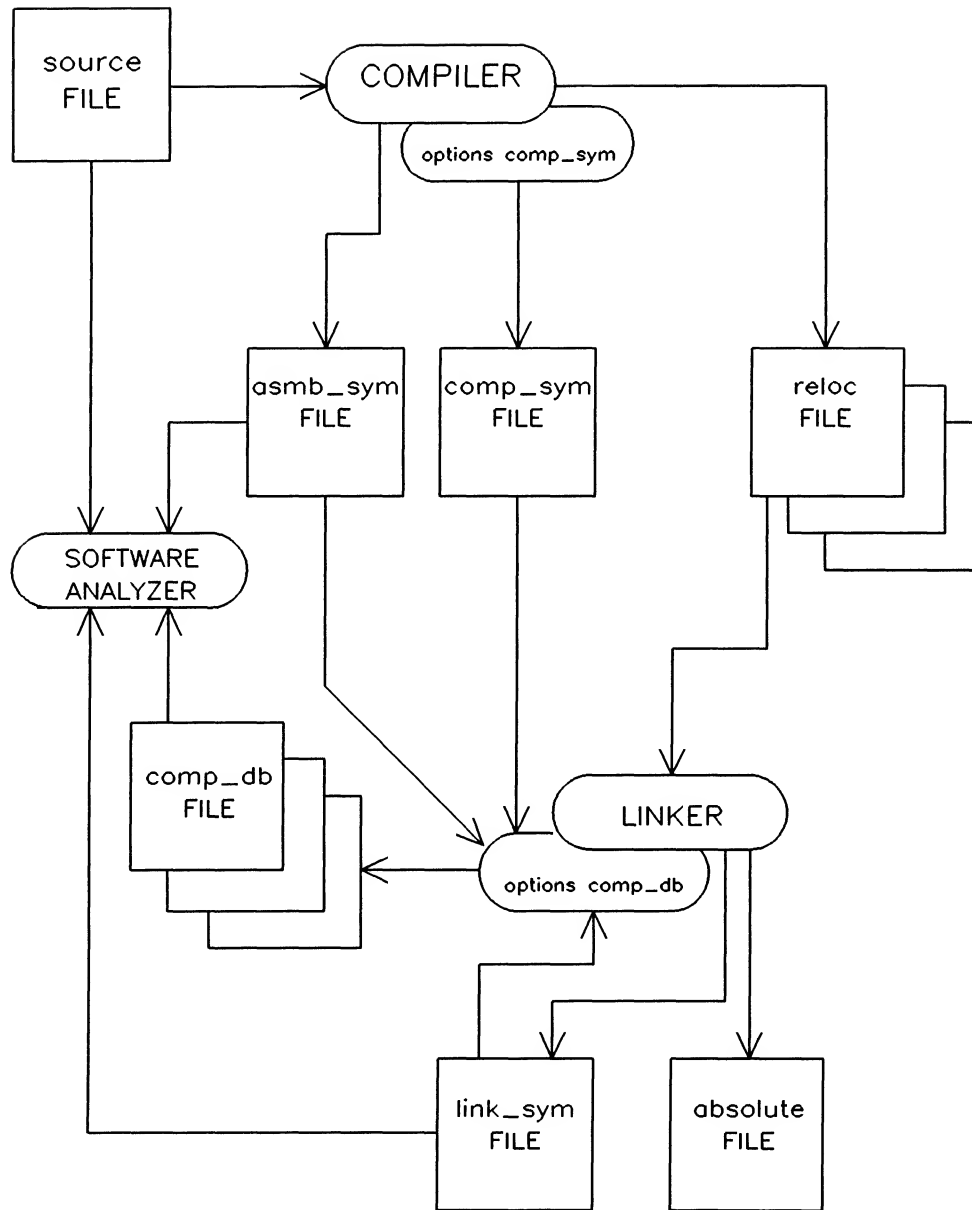 source
FILE
COMPILER
options comp_sym
asmb_sym
FILE
comp_sym
FILE
reloc
FILE
SOFTWARE
ANALYZER
comp_db
FILE
LINKER
options comp_db
link_sym
FILE
absolute
FILE